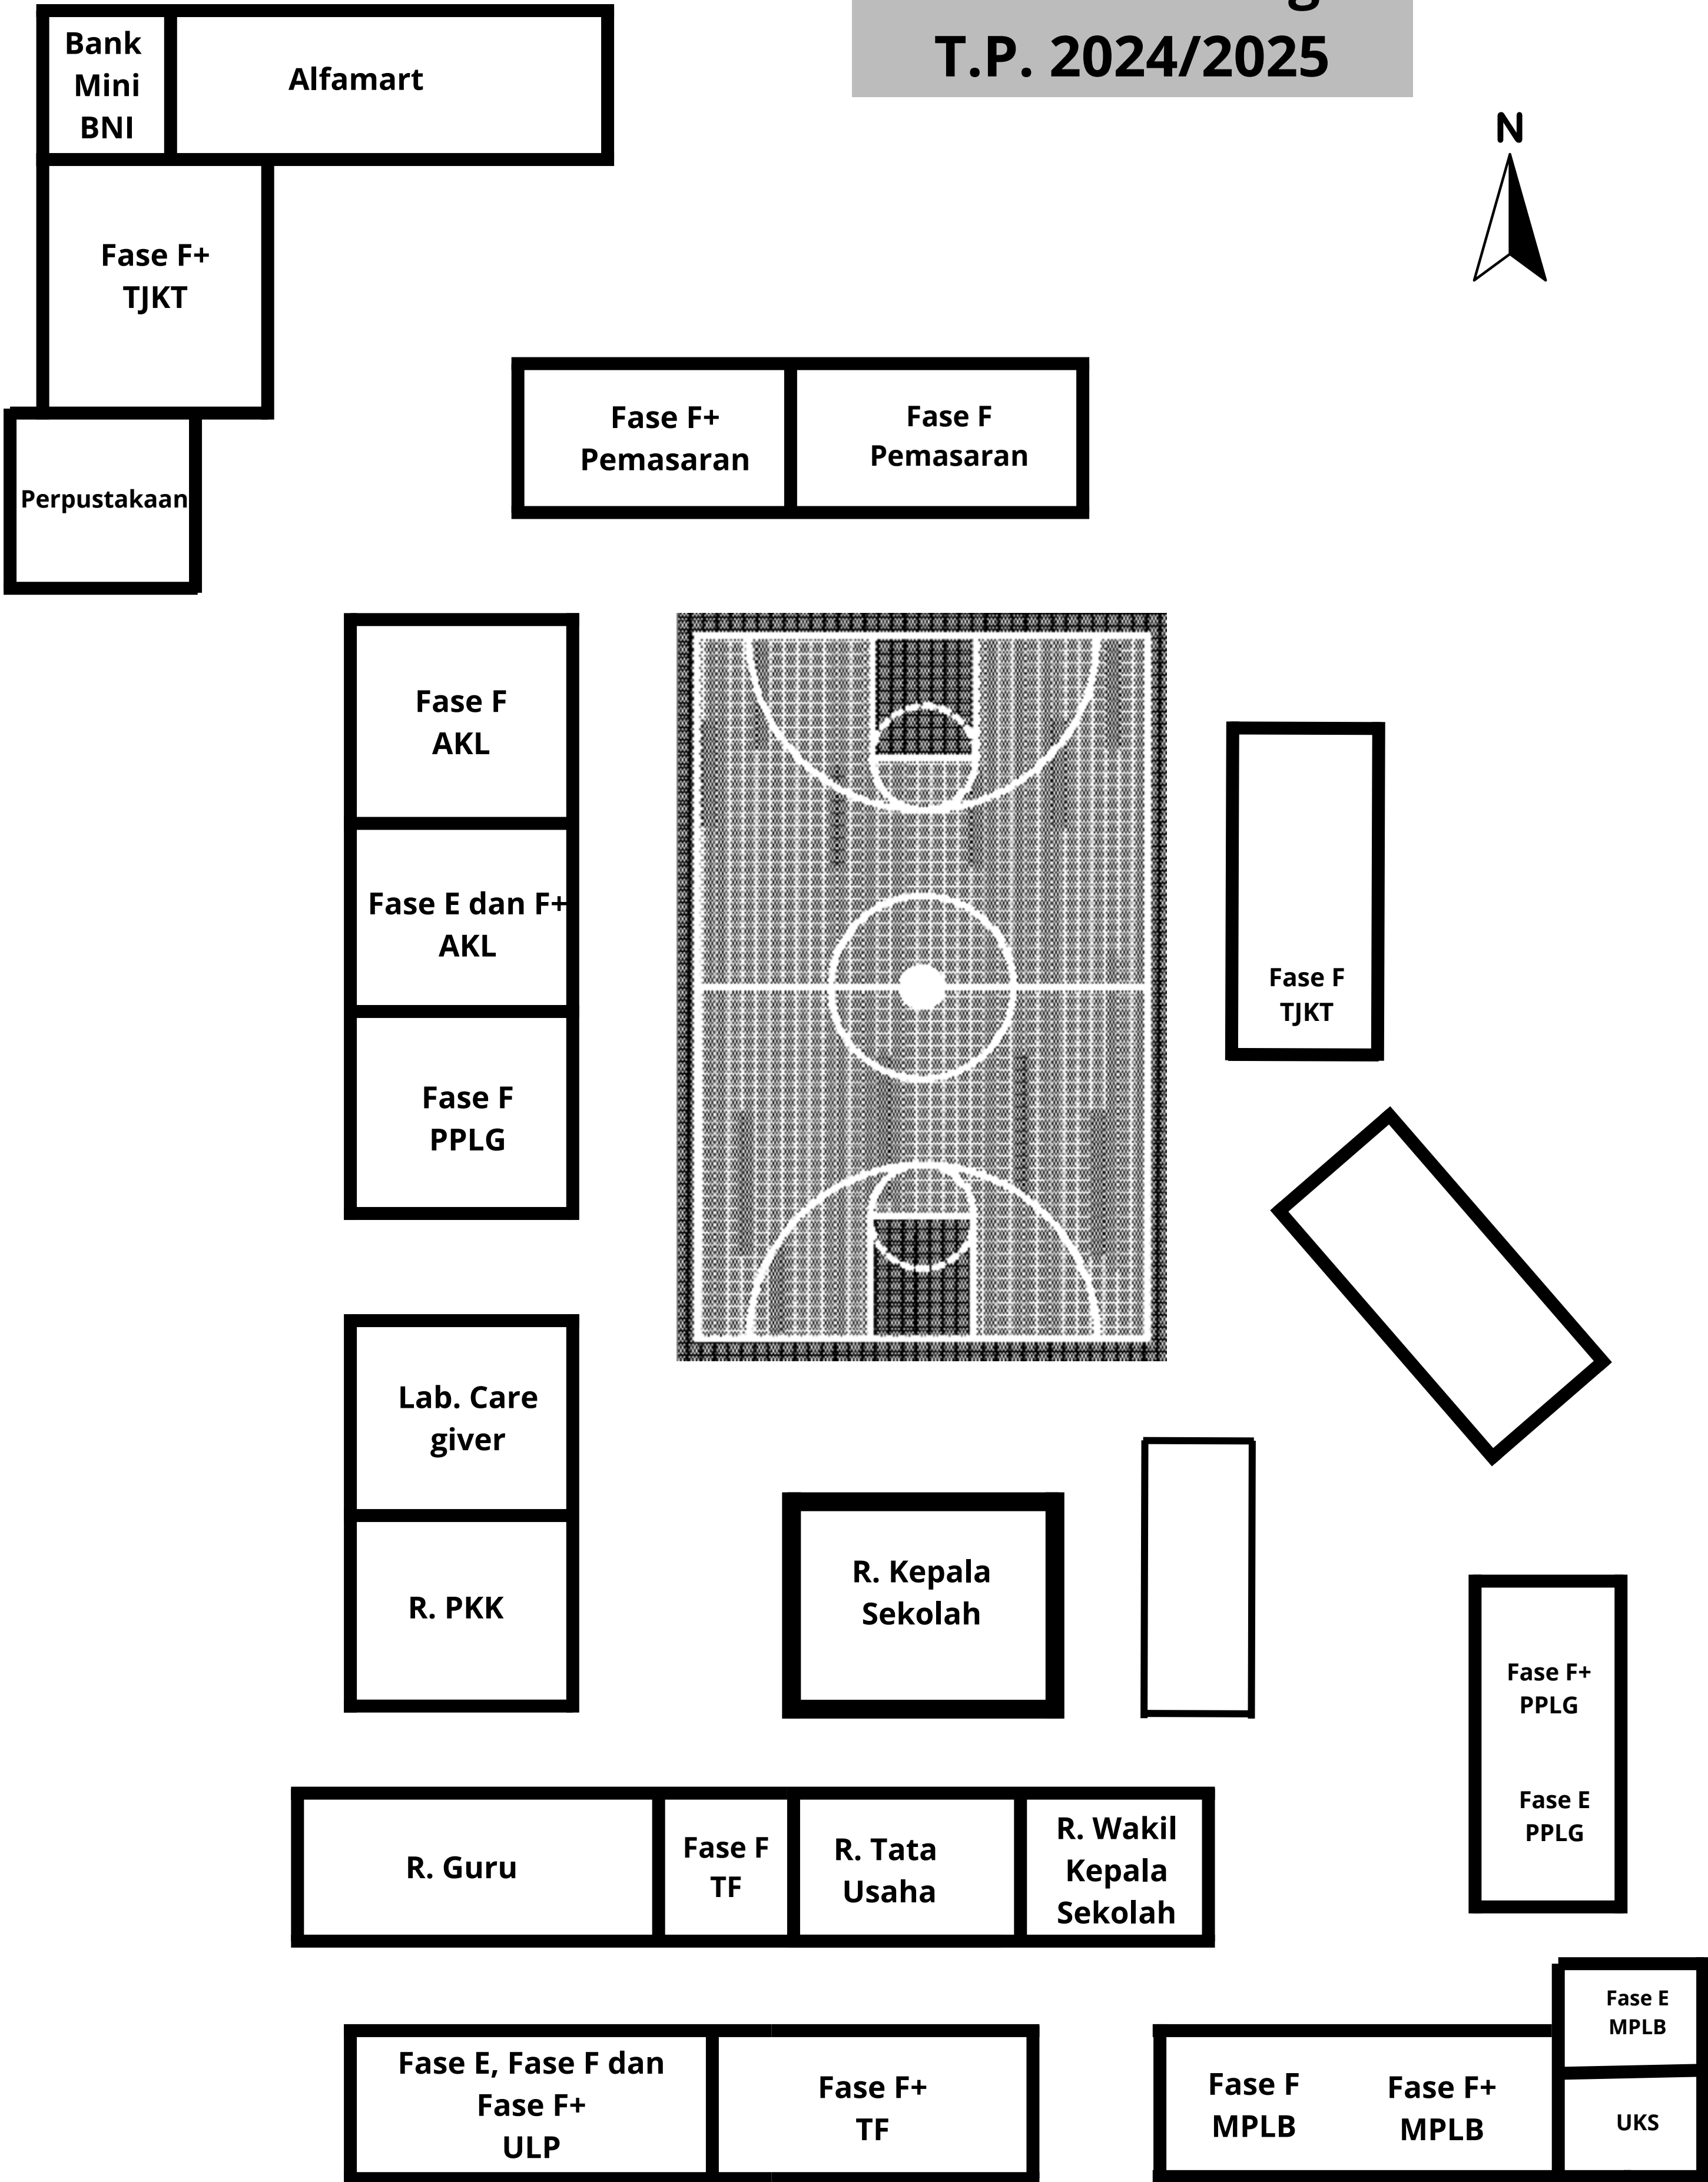 T.P. 2024/2025
N
Bank
Mini
BNI
Alfamart
Fase F+
TJKT
Perpustakaan
Fase F+
Pemasaran
Fase F
Pemasaran
Fase F
AKL
Fase E dan F+
AKL
Fase F
PPLG
Fase F
TJKT
Lab. Care
giver
R. PKK
R. Kepala
Sekolah
Fase F+
PPLG
Fase E
PPLG
R. Guru
Fase F
TF
R. Tata
Usaha
R. Wakil
Kepala
Sekolah
Fase E, Fase F dan
Fase F+
ULP
Fase F+
TF
Fase F
MPLB
Fase F+
MPLB
Fase E
MPLB
UKS